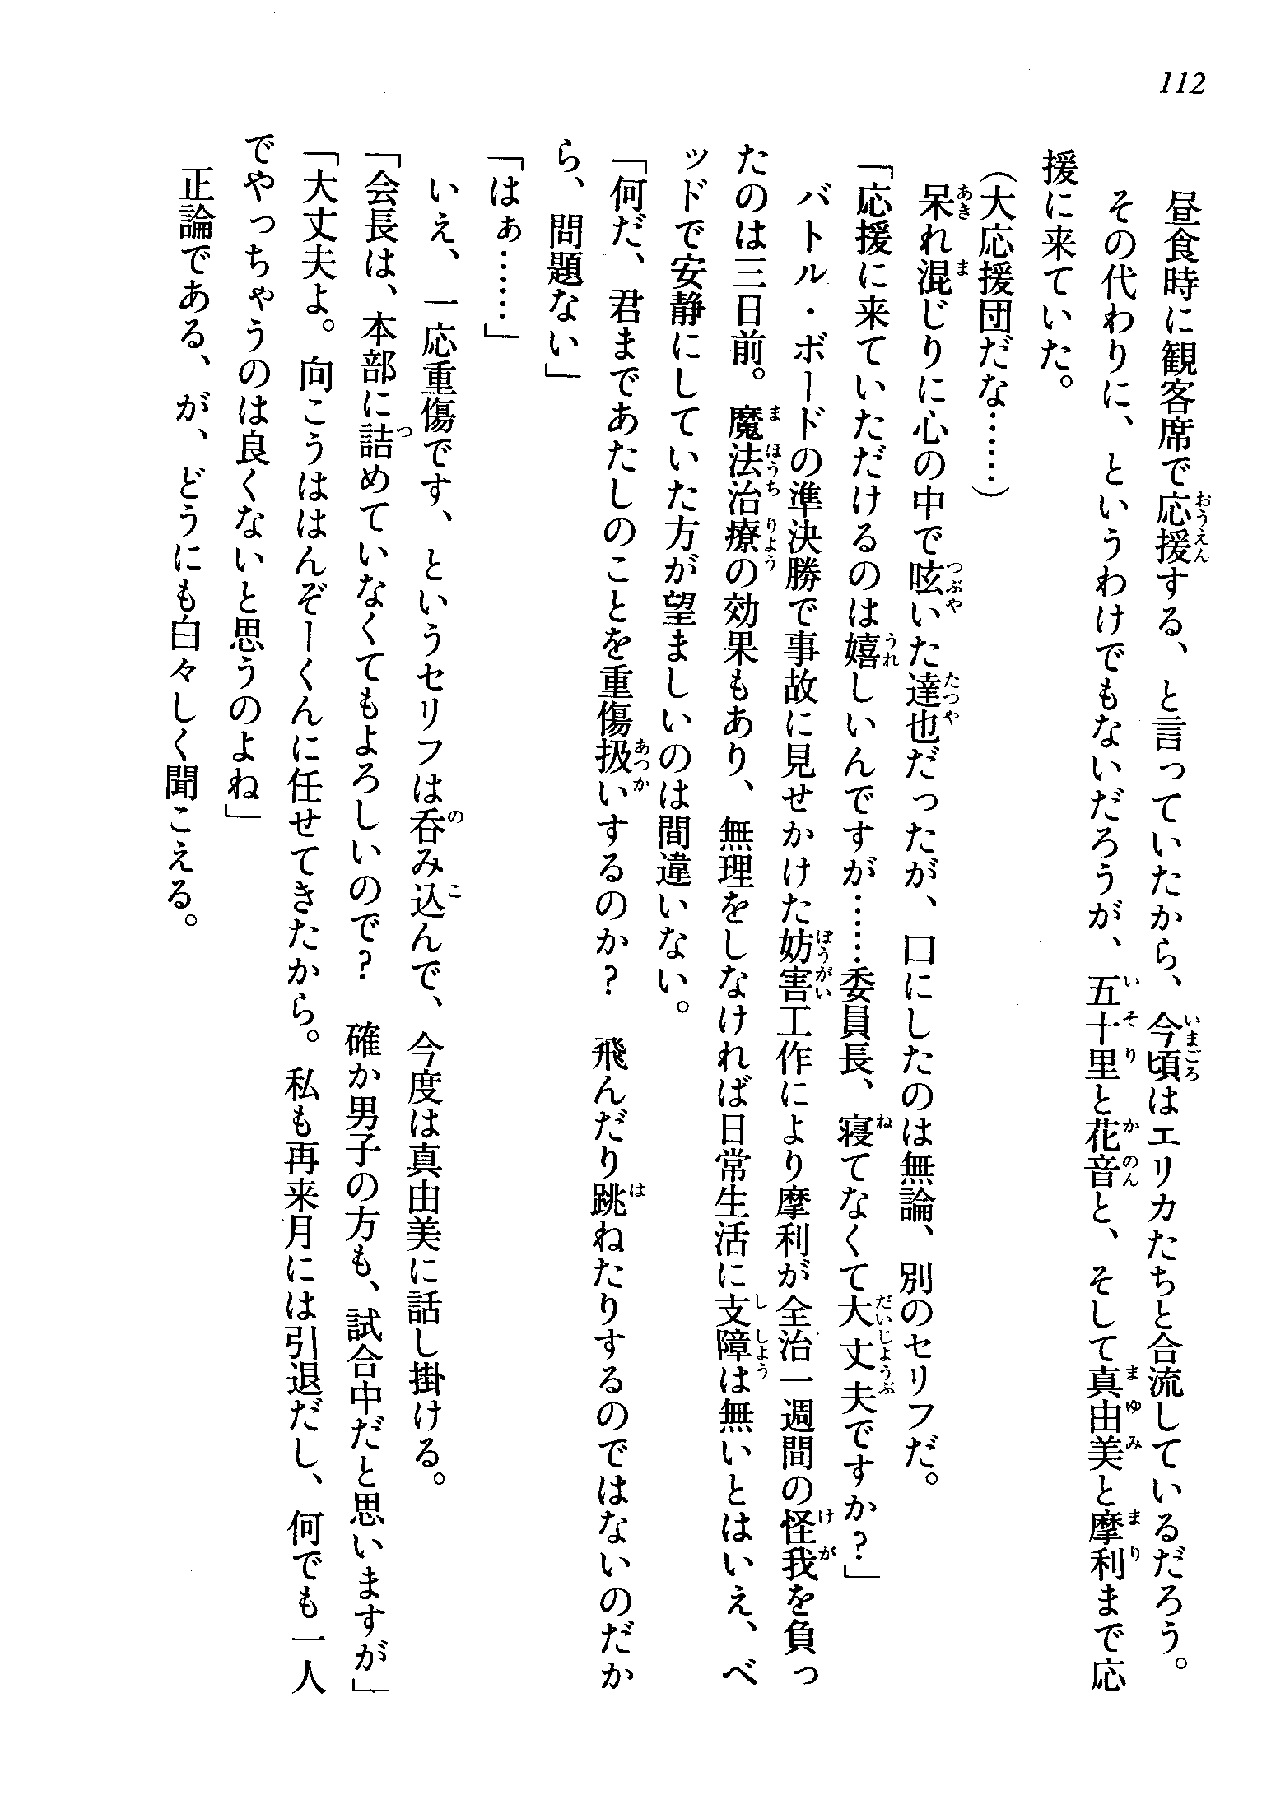 112
　昼食時に観客席で応援する、と言っていたから、今頃はエリカたちと合流しているだろう。
　その代わりに、というわけでもないだろうが、五十里と花音と、そして真由美と摩利まで応
援に来ていた。
（大応援団だな……）
　呆れ混じりに心の中で呟いた達也だったが、口にしたのは無論、別のセリフだ。
「応援に来ていただけるのは嬉しいんですが……委員長、寝てなくて大丈夫ですか？」
　バトル・ボードの準決勝で事故に見せかけた妨害工作により摩利が全治一週間の怪我を負っ
たのは三日前。魔法治療の効果もあり、無理をしなければ日常生活に支障は無いとはいえ、ベ
ッドで安静にしていた方が望ましいのは間違いない。
「何だ、君まであたしのことを重傷扱いするのか？　飛んだり跳ねたりするのではないのだか
ら、問題ない」
「はぁ……」
　いえ、一応重傷です、というセリフは呑み込んで、今度は真由美に話し掛ける。
「会長は、本部に詰めていなくてもよろしいので？　確か男子の方も、試合中だと思いますが」
「大丈夫よ。向こうははんぞーくんに任せてきたから。私も再来月には引退だし、何でも一人
でやっちゃうのは良くないと思うのよね」
　正論である、が、どうにも白々しく聞こえる。